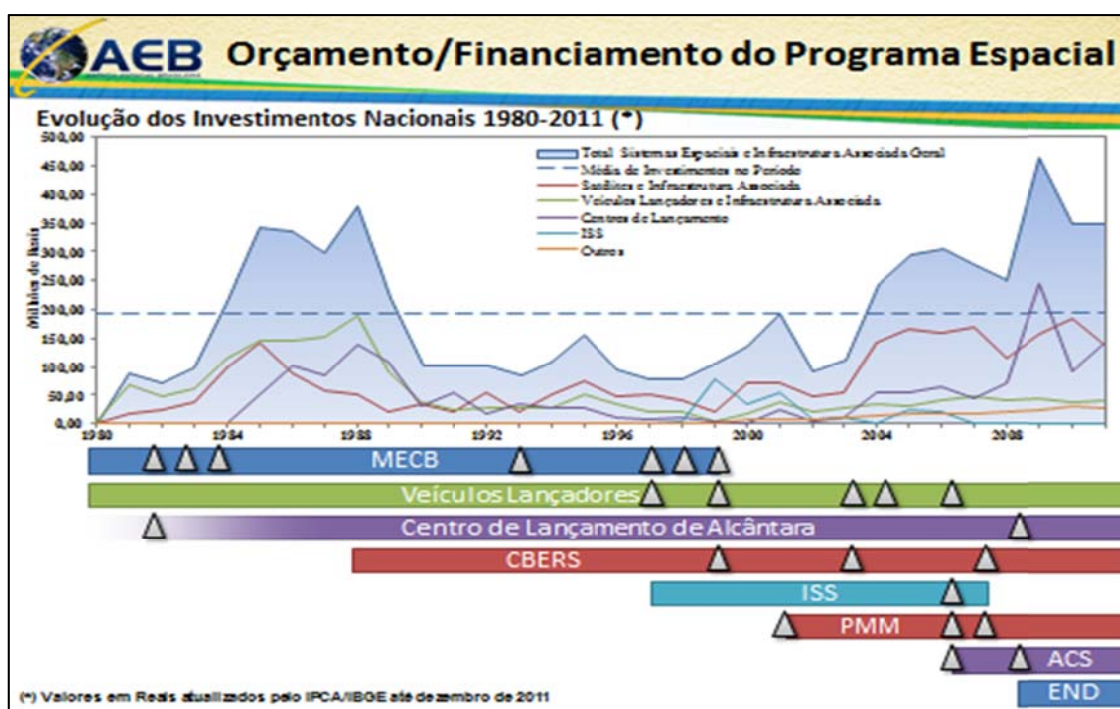 AEB Orçamento/Financiamento do Programa Espacial
Evolução dos Investimentos Nacionais 1980-2011 (*)
500,00
450,00
400,00
350,00
300,00
250,00
200,00
150,00
100,00
50,00
0,00
Milhões de Reais
Total Sistemas Espaciais e Infraestrutura Associada Geral
Média de Investimentos no Período
Satélites e Infraestrutura Associada
Veículos Lançadores e Infraestrutura Associada
Centros de Lançamento
ISS
Outros
1980 1984 1988 1992 1996 2000 2004 2008
MECB
Veículos Lançadores
Centro de Lançamento de Alcântara
CBERS
ISS
PMM
ACS
END
(*) Valores em Reais atualizados pelo IPCA/IBGE até dezembro de 2011